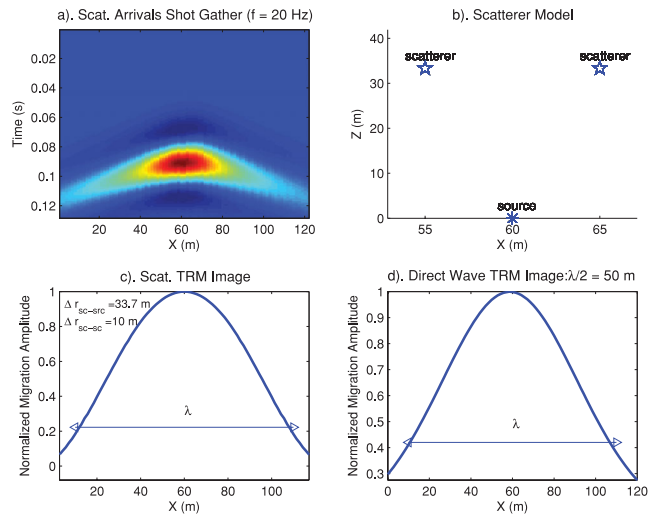 a). Scat. Arrivals Shot Gather (f = 20 Hz)
Time (s)
0.02
0.04
0.06
0.08
0.1
0.12
20 40 60 80 100 120
X (m)
b). Scatterer Model
Z (m)
40
30
20
10
0
scatterer scatterer
source
55 60 65
X (m)
c). Scat. TRM Image
Normalized Migration Amplitude
1
0.8
0.6
0.4
0.2
0
Δ r sc−src =33.7 m
Δ r sc−sc =10 m
λ
20 40 60 80 100
X (m)
d). Direct Wave TRM Image:λ/2 = 50 m
Normalized Migration Amplitude
1
0.9
0.8
0.7
0.6
0.5
0.4
0.3
λ
0 20 40 60 80 100 120
X (m)